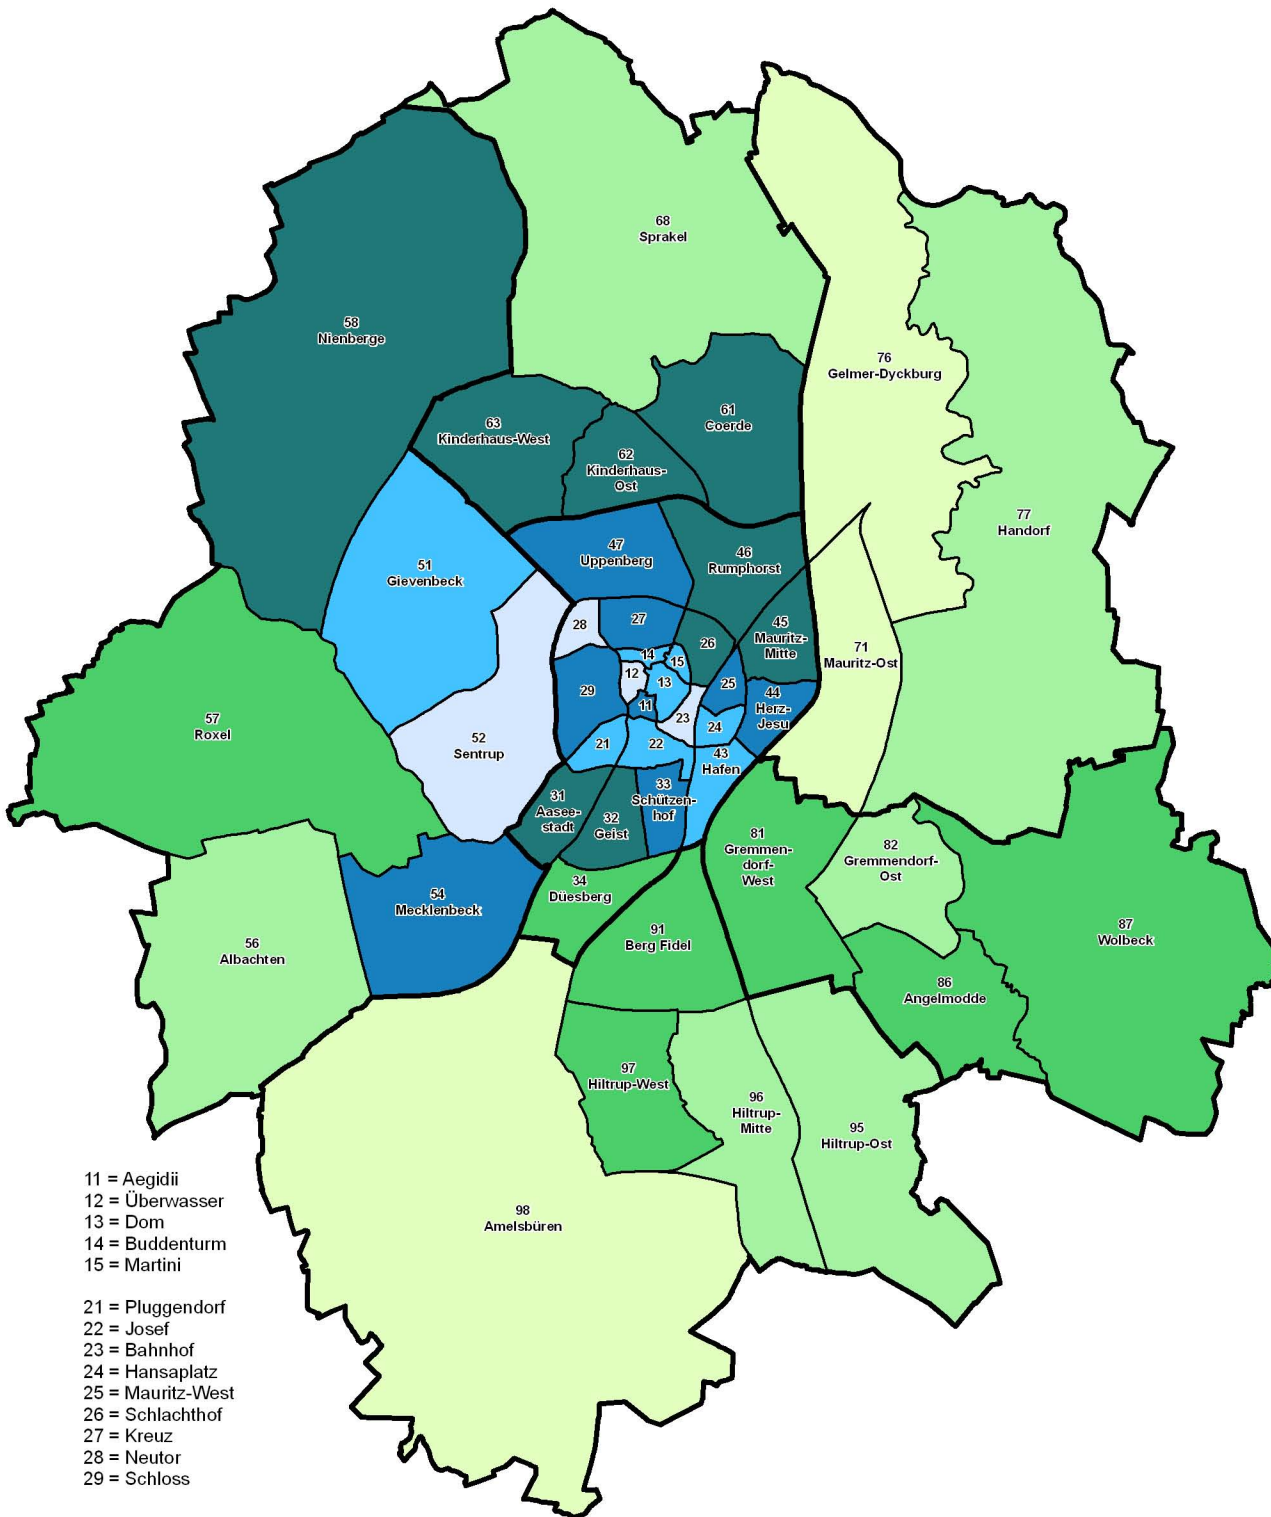 68
Sprakel
58
Nienberge
76
Gelmer-Dyckburg
61
Coerde
63
Kinderhaus-West
62
Kinderhaus-
Ost
77
Handorf
47
Uppenberg
46
Rumphorst
51
Gievenbeck
45
Mauritz-
Mitte
28
27
26
71
Mauritz-Ost
14
15
12
13
29
25
11
44
Herz-
Jesu
23
24
57
Roxel
52
Sentrup
21
22
43
Hafen
31
Aasee-
stadt
32
Geist
33
Schützen-
hof
81
Gremmen-
dorf-
West
82
Gremmendorf-
Ost
34
Düesberg
54
Mecklenbeck
91
Berg Fidel
87
Wolbeck
56
Albachten
86
Angelmodde
97
Hiltrup-West
96
Hiltrup-
Mitte
95
Hiltrup-Ost
98
Amelsbüren
11 = Aegidii
12 = Überwasser
13 = Dom
14 = Buddenturm
15 = Martini
21 = Pluggendorf
22 = Josef
23 = Bahnhof
24 = Hansaplatz
25 = Mauritz-West
26 = Schlachthof
27 = Kreuz
28 = Neutor
29 = Schloss